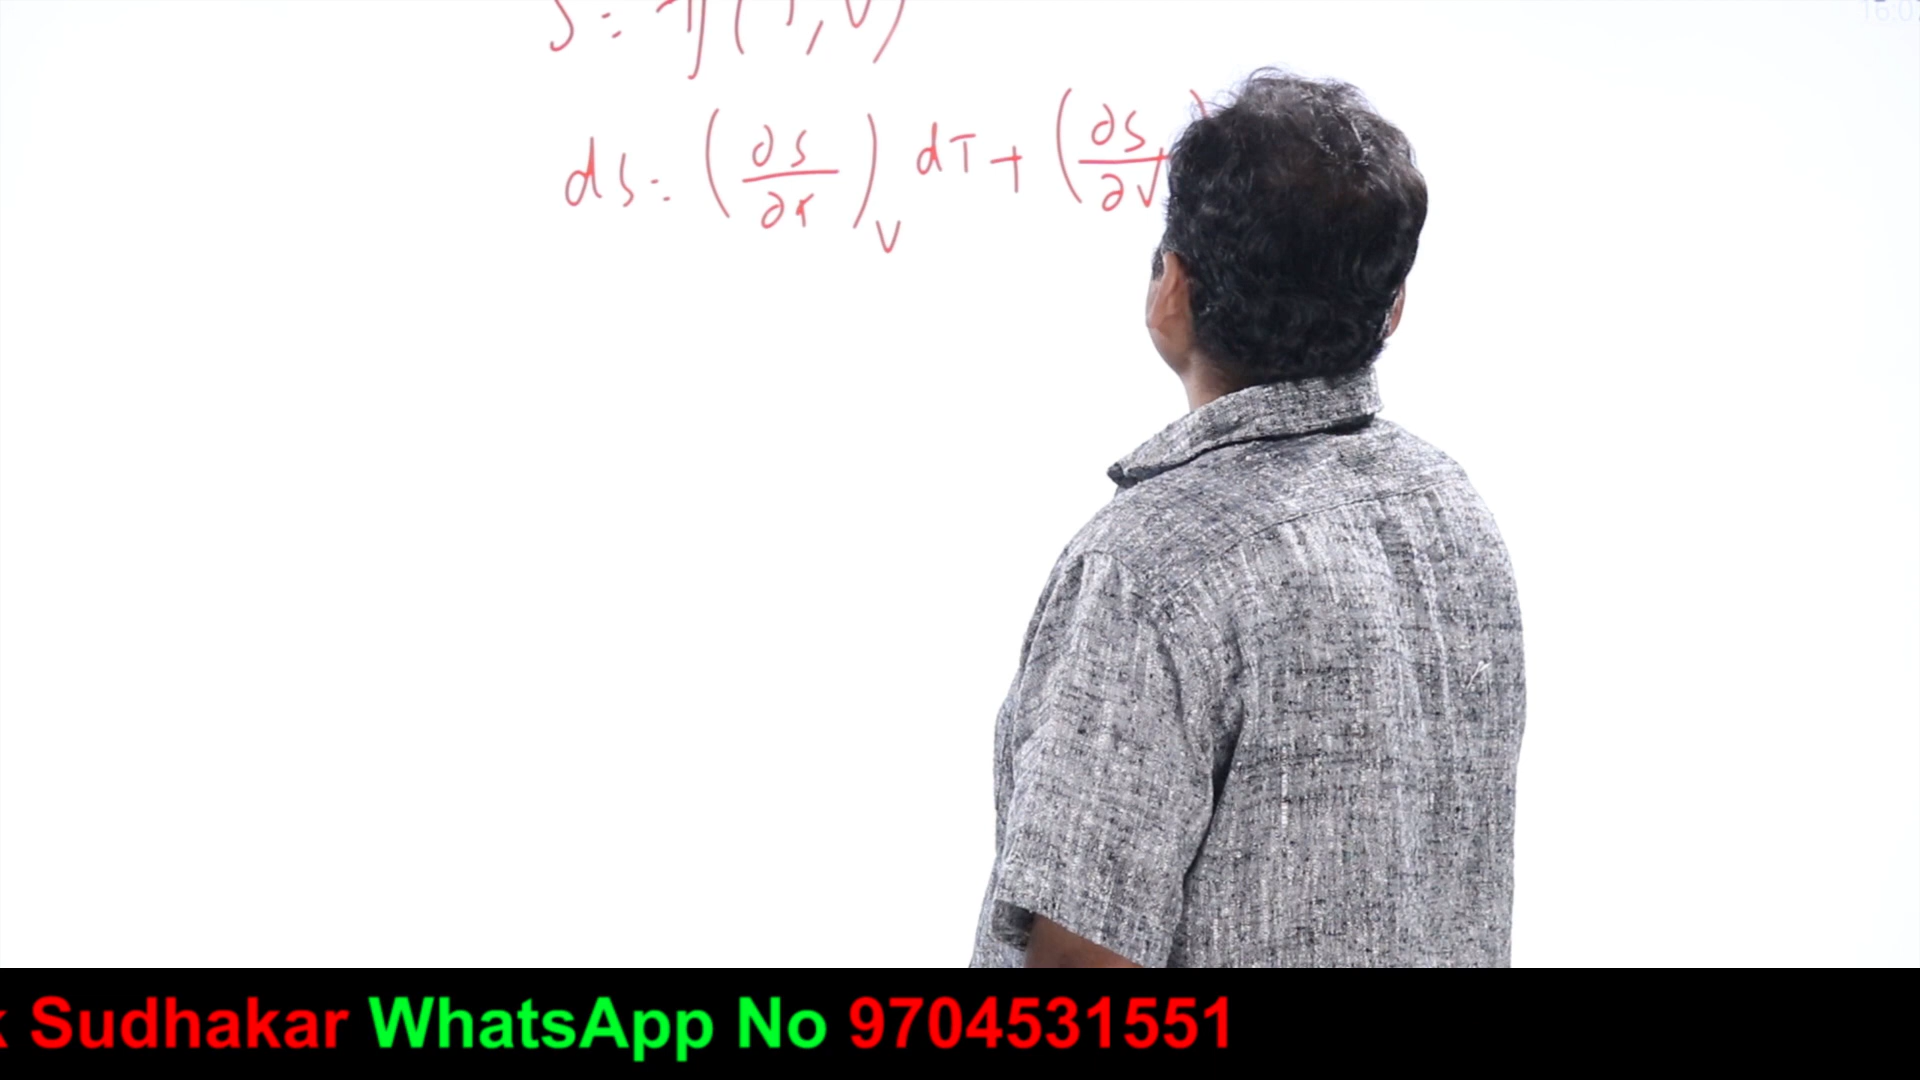 S = f(T, V)
dS = (∂S/∂T)_V dT + (∂S/∂V)
Sudhakar WhatsApp No 9704531551